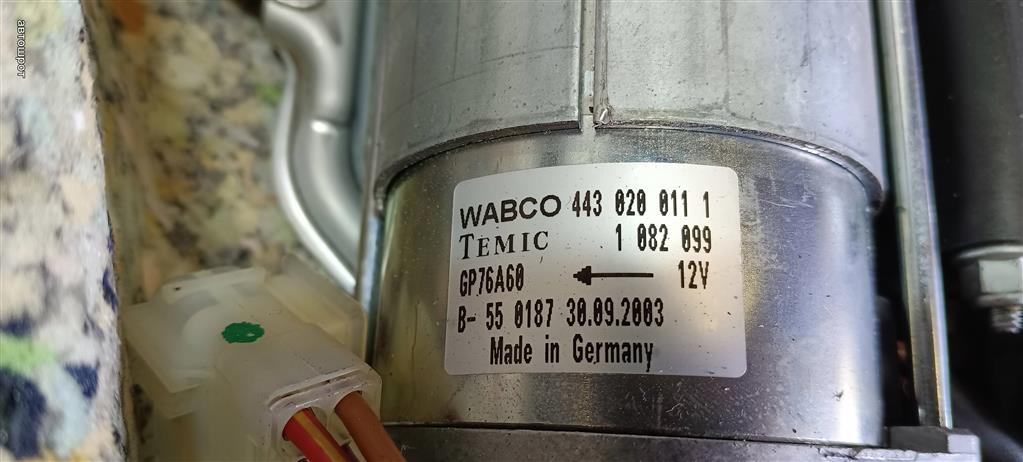 автошрот
WABCO 443 020 011 1
TEMIC 1 082 099
GP76A60 12V
B- 55 0187 30.09.2003
Made in Germany